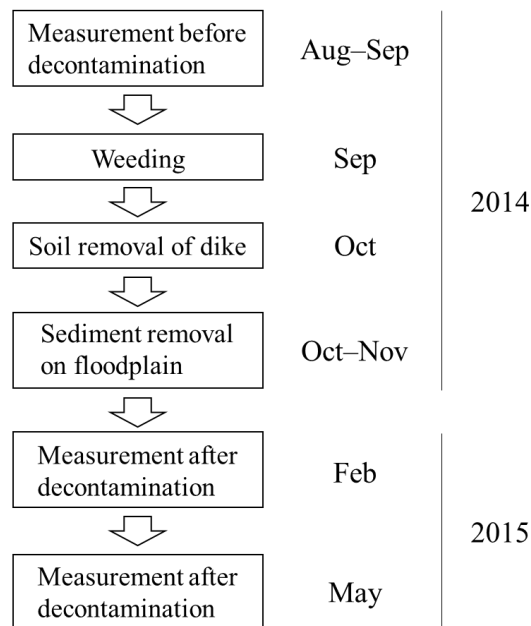 Measurement before
decontamination
Aug–Sep
Weeding
Sep
2014
Soil removal of dike
Oct
Sediment removal
on floodplain
Oct–Nov
Measurement after
decontamination
Feb
2015
Measurement after
decontamination
May